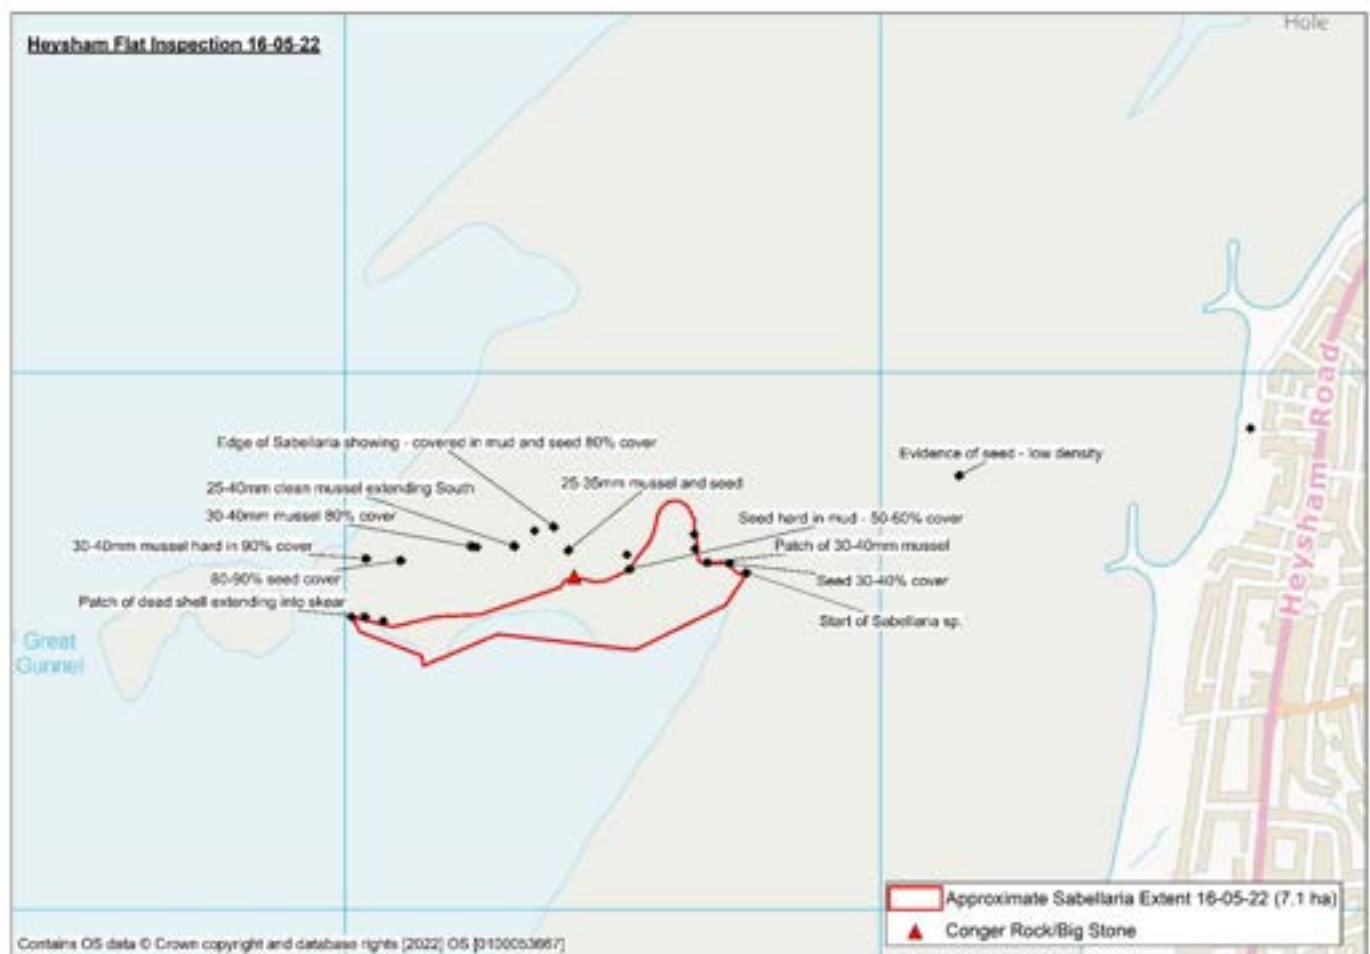 Hole
Heysham Flat Inspection 16-05-22
Edge of Sabellaria showing - covered in mud and seed 80% cover
Evidence of seed - low density
25-40mm clean mussel extending South
25-35mm mussel and seed
30-40mm mussel 80% cover
Seed hard in mud - 50-60% cover
30-40mm mussel hard in 90% cover
Patch of 30-40mm mussel
80-90% seed cover
Seed 30-40% cover
Patch of dead shell extending into skear
Start of Sabellaria sp.
Great
Gunnel
Heysham Road
Approximate Sabellaria Extent 16-05-22 (7.1 ha)
Conger Rock/Big Stone
Contains OS data © Crown copyright and database rights [2022] OS [0100053667]